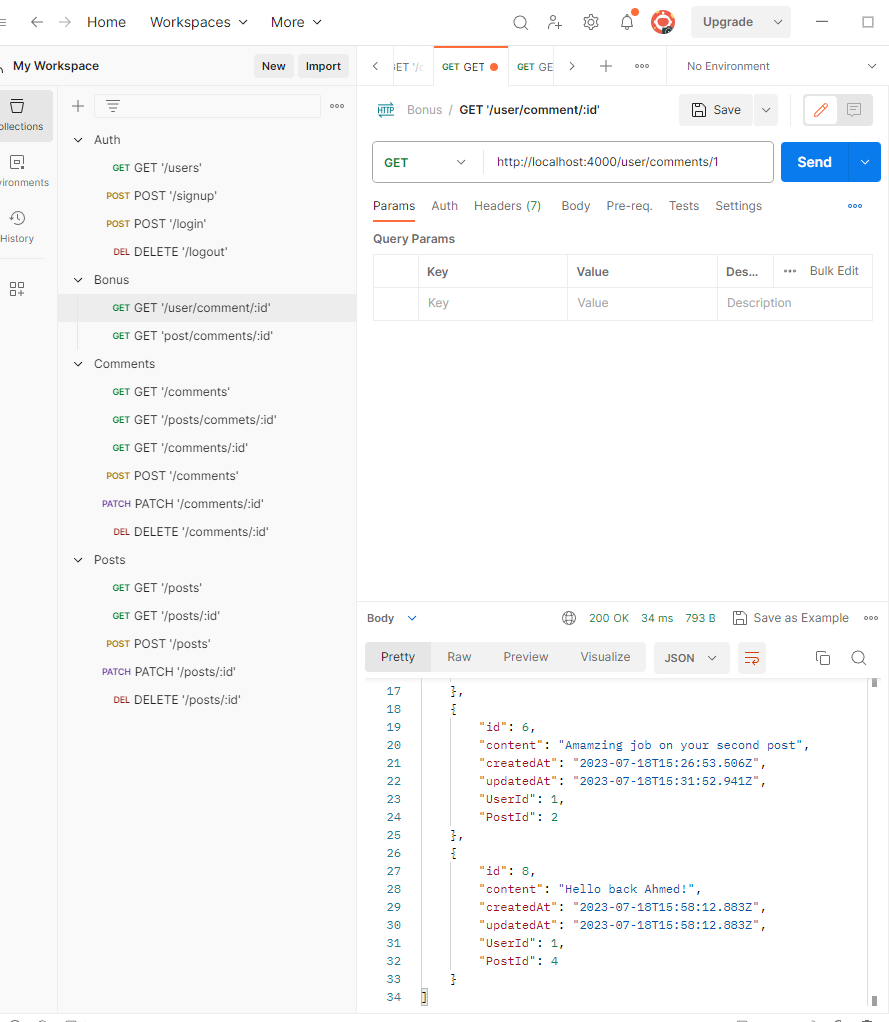 Home Workspaces More Upgrade
My Workspace New Import GET GET GET GE No Environment
Bonus / GET '/user/comment/:id' Save
HTTP
GET http://localhost:4000/user/comments/1 Send
Params Auth Headers (7) Body Pre-req. Tests Settings
Query Params
Key Value Des... Bulk Edit
Key Value Description
ollections
vironments
History
Auth
GET GET '/users'
POST POST '/signup'
POST POST '/login'
DEL DELETE '/logout'
Bonus
GET GET '/user/comment/:id'
GET GET 'post/comments/:id'
Comments
GET GET '/comments'
GET GET '/posts/commets/:id'
GET GET '/comments/:id'
POST POST '/comments'
PATCH PATCH '/comments/:id'
DEL DELETE '/comments/:id'
Posts
GET GET '/posts'
GET GET '/posts/:id'
POST POST '/posts'
PATCH PATCH '/posts/:id'
DEL DELETE '/posts/:id'
Body 200 OK 34 ms 793 B Save as Example
Pretty Raw Preview Visualize JSON
17 },
18 {
19 "id": 6,
20 "content": "Amamzing job on your second post",
21 "createdAt": "2023-07-18T15:26:53.506Z",
22 "updatedAt": "2023-07-18T15:31:52.941Z",
23 "UserId": 1,
24 "PostId": 2
25 },
26 {
27 "id": 8,
28 "content": "Hello back Ahmed!",
29 "createdAt": "2023-07-18T15:58:12.883Z",
30 "updatedAt": "2023-07-18T15:58:12.883Z",
31 "UserId": 1,
32 "PostId": 4
33 }
34 ]